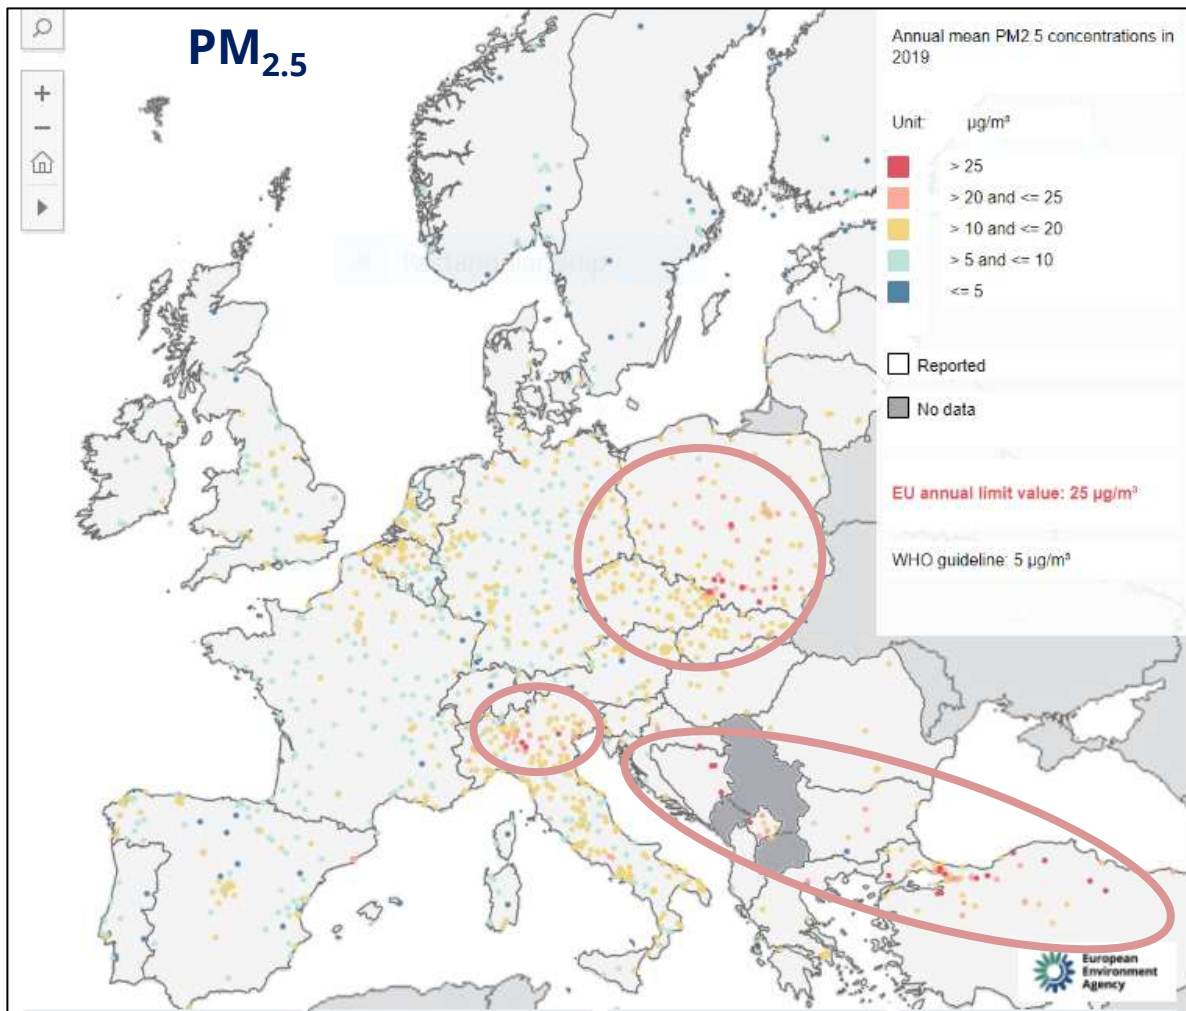 PM2.5
Annual mean PM2.5 concentrations in
2019
Unit: µg/m³
> 25
> 20 and <= 25
> 10 and <= 20
> 5 and <= 10
<= 5
Reported
No data
EU annual limit value: 25 µg/m³
WHO guideline: 5 µg/m³
European
Environment
Agency